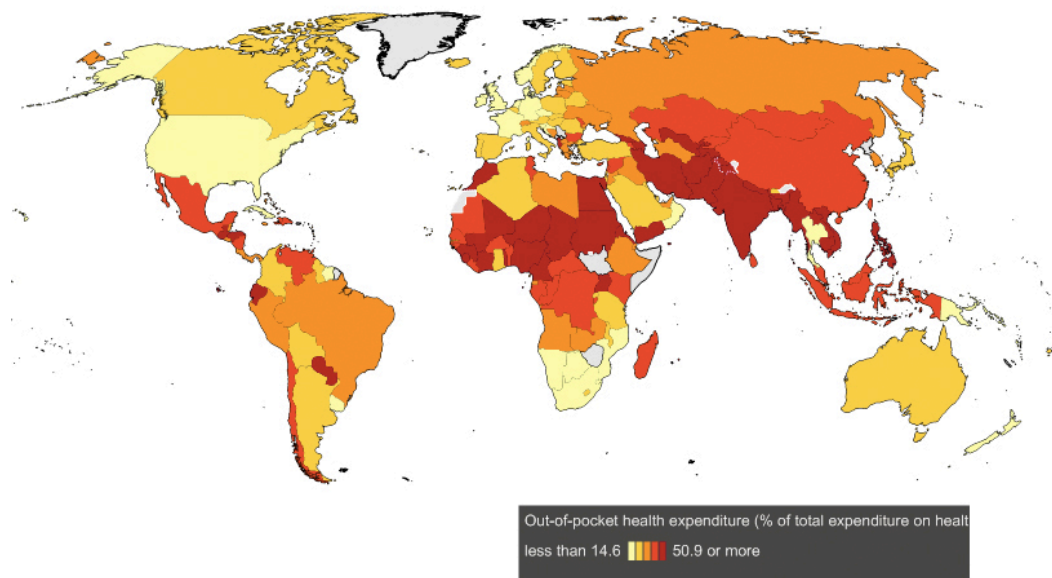 Out-of-pocket health expenditure (% of total expenditure on healt
less than 14.6 50.9 or more